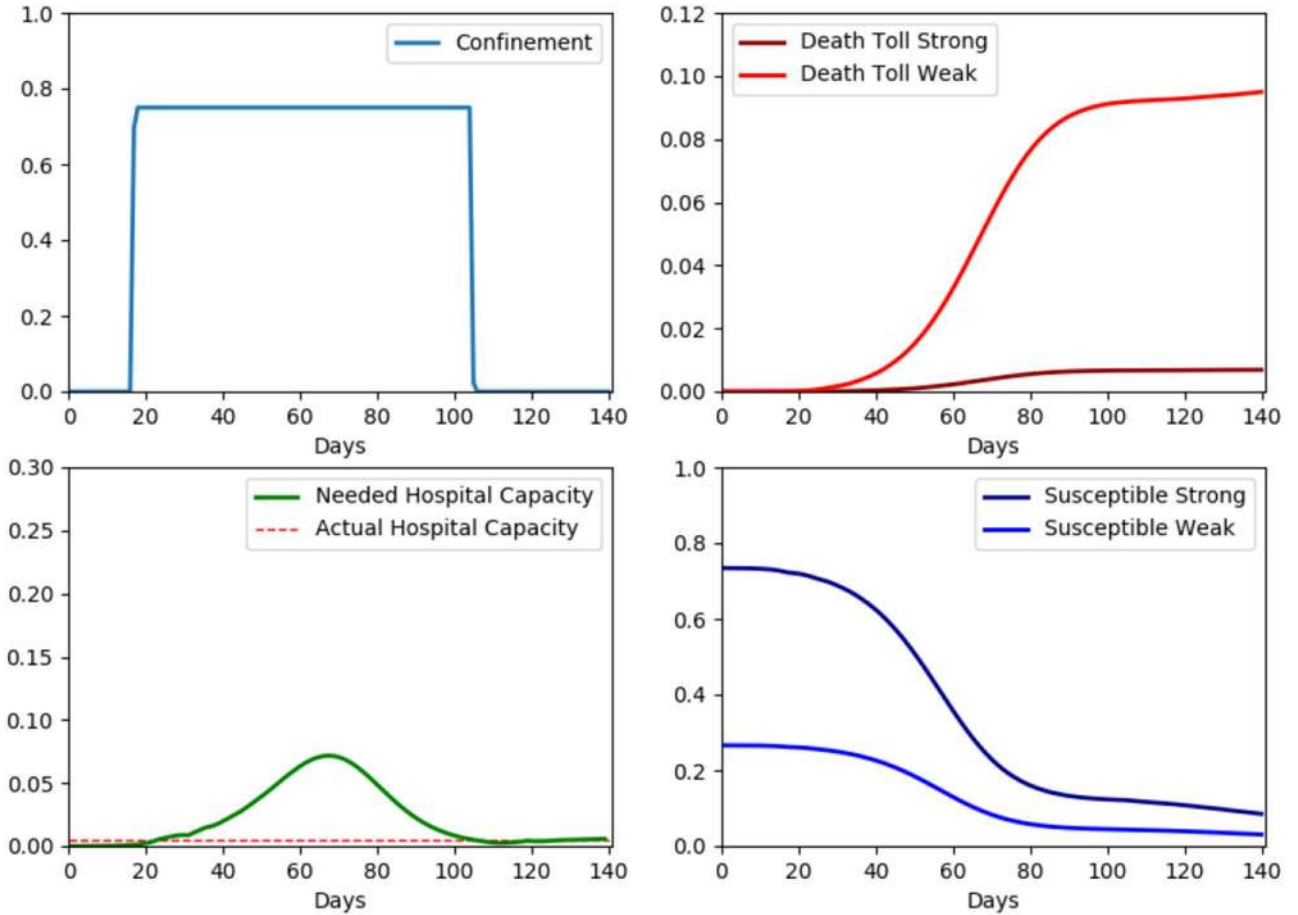 1.0
0.8
0.6
0.4
0.2
0.0
Confinement
0 20 40 60 80 100 120 140
Days
0.12
0.10
0.08
0.06
0.04
0.02
0.00
Death Toll Strong
Death Toll Weak
0 20 40 60 80 100 120 140
Days
0.30
0.25
0.20
0.15
0.10
0.05
0.00
Needed Hospital Capacity
Actual Hospital Capacity
0 20 40 60 80 100 120 140
Days
1.0
0.8
0.6
0.4
0.2
0.0
Susceptible Strong
Susceptible Weak
0 20 40 60 80 100 120 140
Days